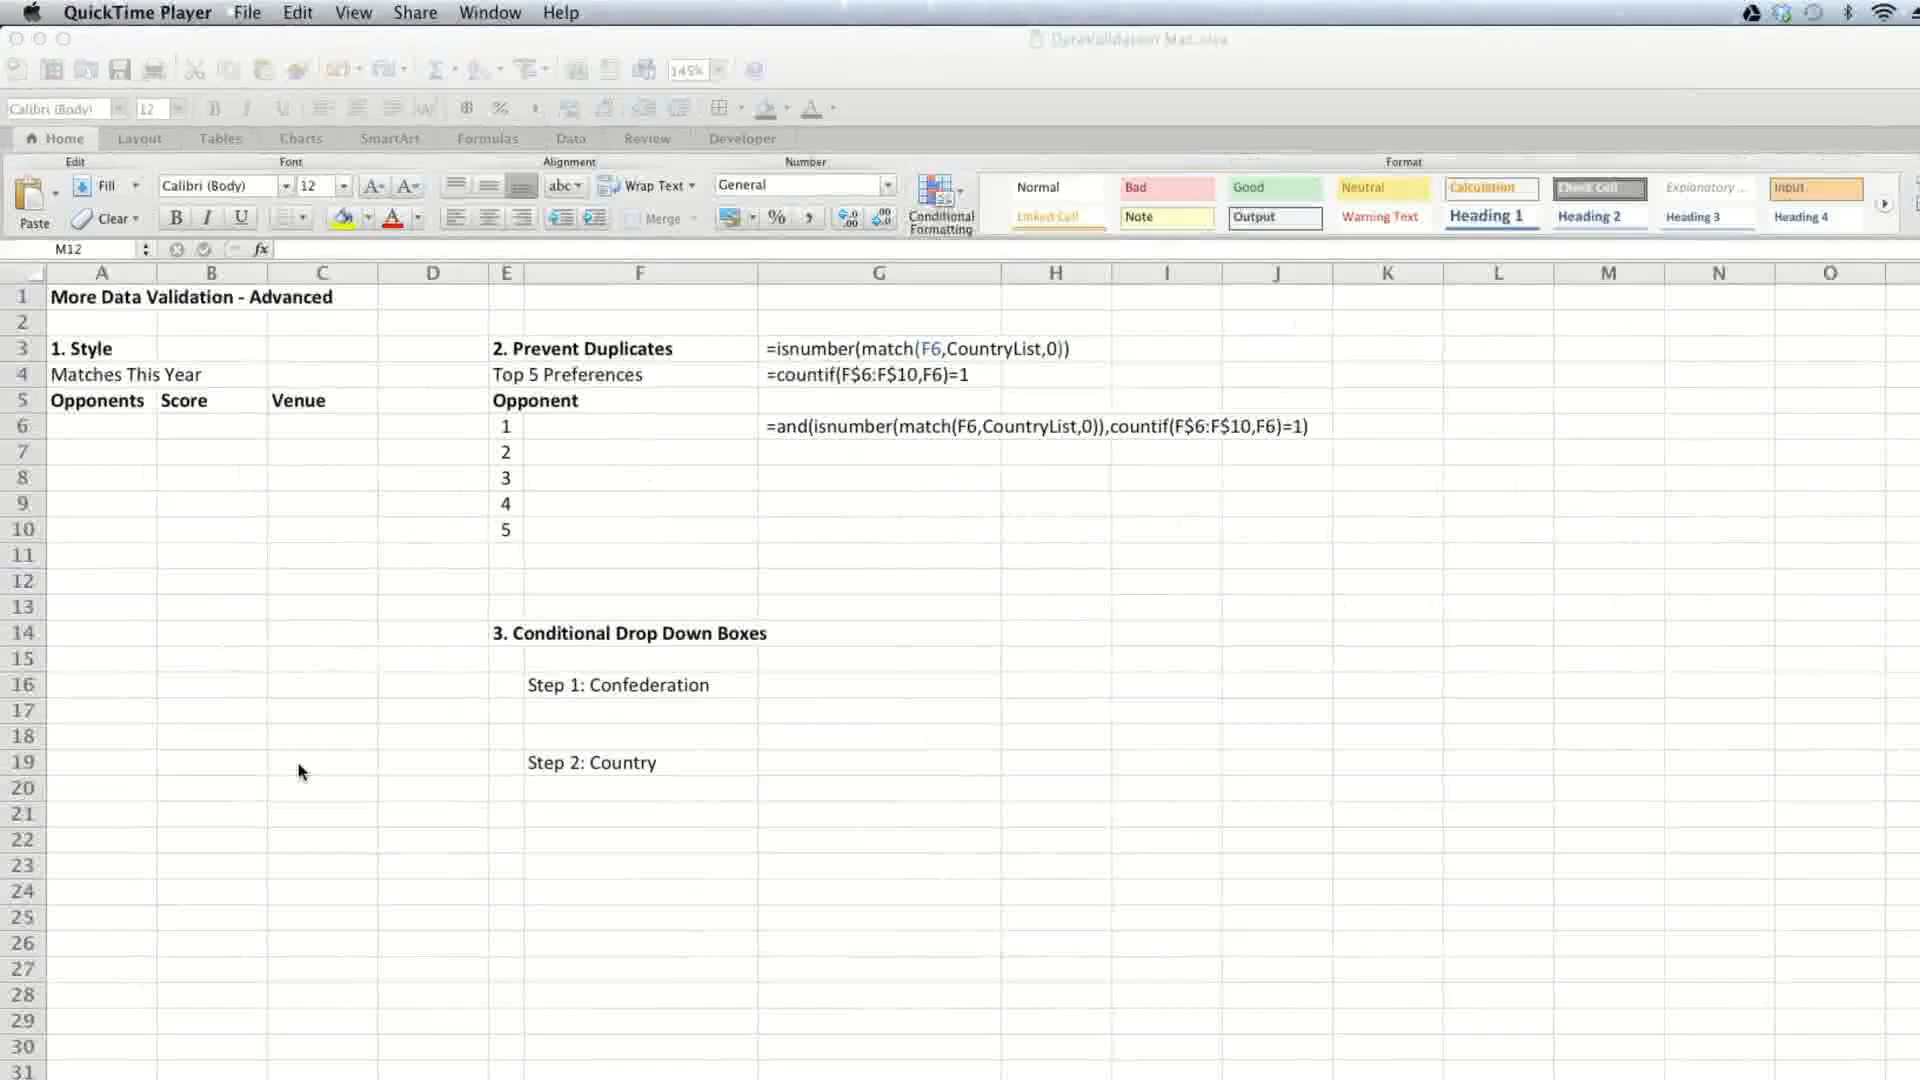 QuickTime Player File Edit View Share Window Help
DataValidation Mac.xlsx
145%
Calibri (Body) 12
Home Layout Tables Charts SmartArt Formulas Data Review Developer
Edit Font Alignment Number Format
Fill Calibri (Body) 12 A A abc Wrap Text General Normal Bad Good Neutral Calculation Check Cell Explanatory ... Input
Paste Clear B I U A Merge % Conditional Formatting Linked Cell Note Output Warning Text Heading 1 Heading 2 Heading 3 Heading 4
M12 fx
A B C D E F G H I J K L M N O
1 More Data Validation - Advanced
2
3 1. Style 2. Prevent Duplicates =isnumber(match(F6,CountryList,0))
4 Matches This Year Top 5 Preferences =countif(F$6:F$10,F6)=1
5 Opponents Score Venue Opponent
6 1 =and(isnumber(match(F6,CountryList,0)),countif(F$6:F$10,F6)=1)
7 2
8 3
9 4
10 5
11
12
13
14 3. Conditional Drop Down Boxes
15
16 Step 1: Confederation
17
18
19 Step 2: Country
20
21
22
23
24
25
26
27
28
29
30
31